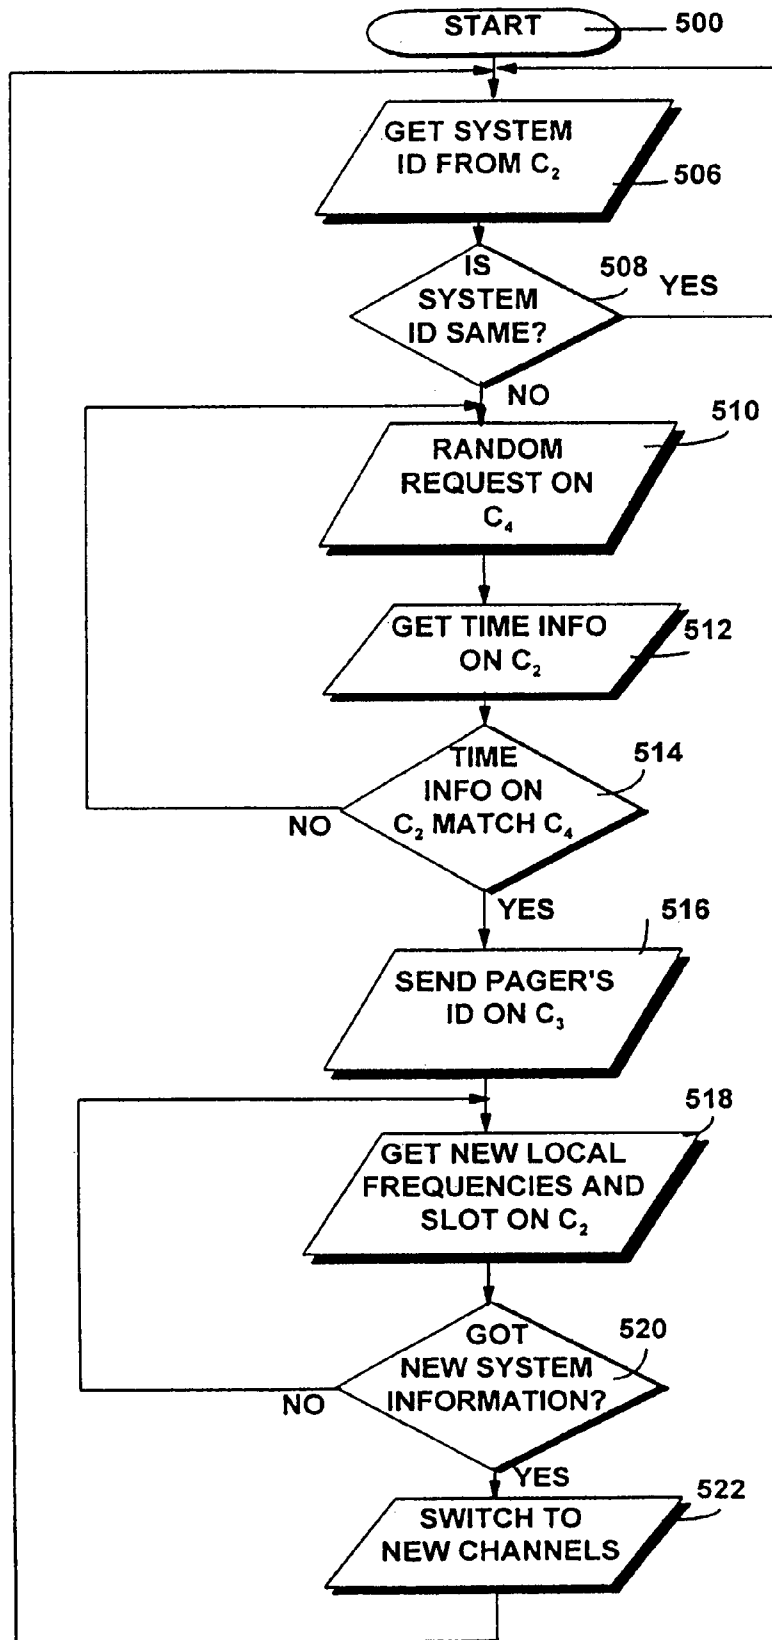 START
500
GET SYSTEM
ID FROM C₂
506
IS
SYSTEM
ID SAME?
508
YES
NO
510
RANDOM
REQUEST ON
C₄
GET TIME INFO
ON C₂
512
TIME
INFO ON
C₂ MATCH C₄
514
NO
YES
516
SEND PAGER'S
ID ON C₃
518
GET NEW LOCAL
FREQUENCIES AND
SLOT ON C₂
GOT
NEW SYSTEM
INFORMATION?
520
NO
YES
522
SWITCH TO
NEW CHANNELS